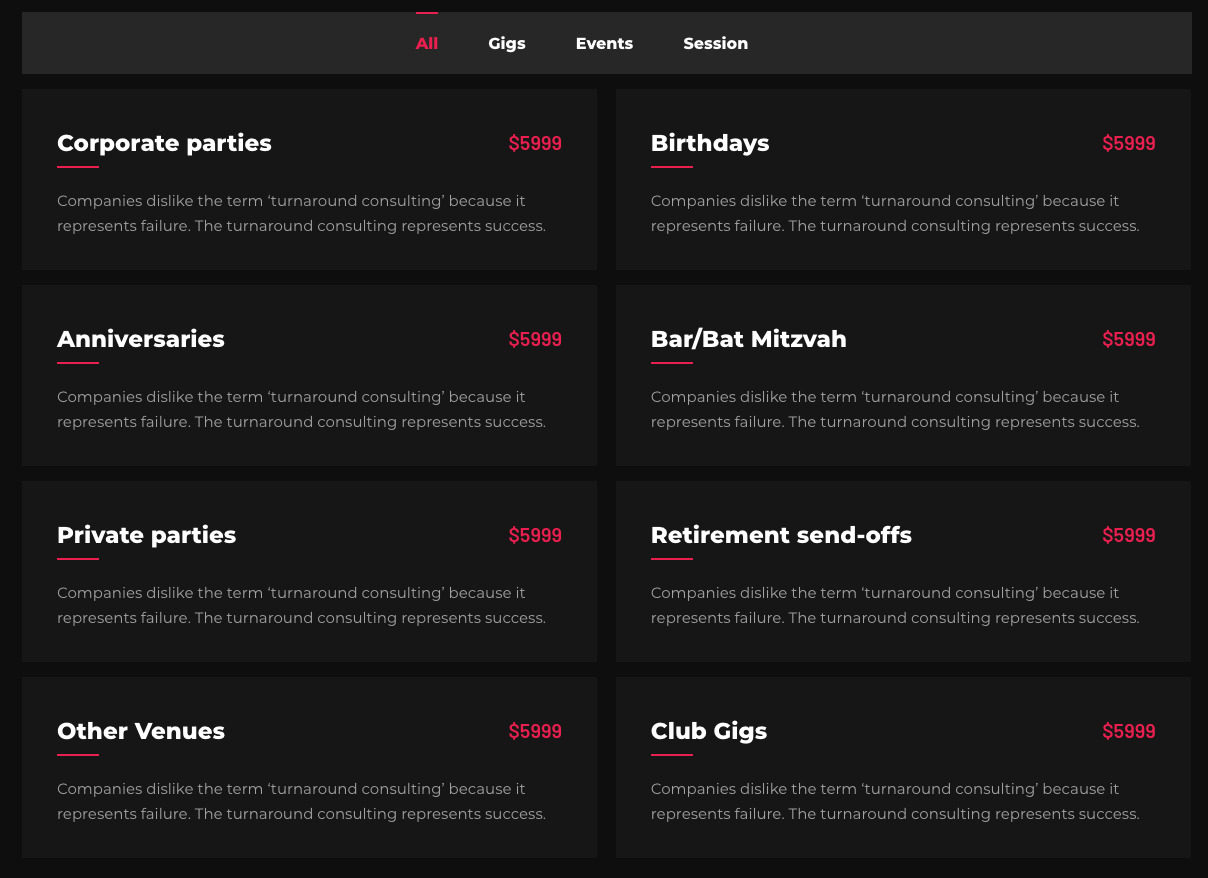 All Gigs Events Session
Corporate parties $5999
Companies dislike the term ‘turnaround consulting’ because it
represents failure. The turnaround consulting represents success.
Birthdays $5999
Companies dislike the term ‘turnaround consulting’ because it
represents failure. The turnaround consulting represents success.
Anniversaries $5999
Companies dislike the term ‘turnaround consulting’ because it
represents failure. The turnaround consulting represents success.
Bar/Bat Mitzvah $5999
Companies dislike the term ‘turnaround consulting’ because it
represents failure. The turnaround consulting represents success.
Private parties $5999
Companies dislike the term ‘turnaround consulting’ because it
represents failure. The turnaround consulting represents success.
Retirement send-offs $5999
Companies dislike the term ‘turnaround consulting’ because it
represents failure. The turnaround consulting represents success.
Other Venues $5999
Companies dislike the term ‘turnaround consulting’ because it
represents failure. The turnaround consulting represents success.
Club Gigs $5999
Companies dislike the term ‘turnaround consulting’ because it
represents failure. The turnaround consulting represents success.